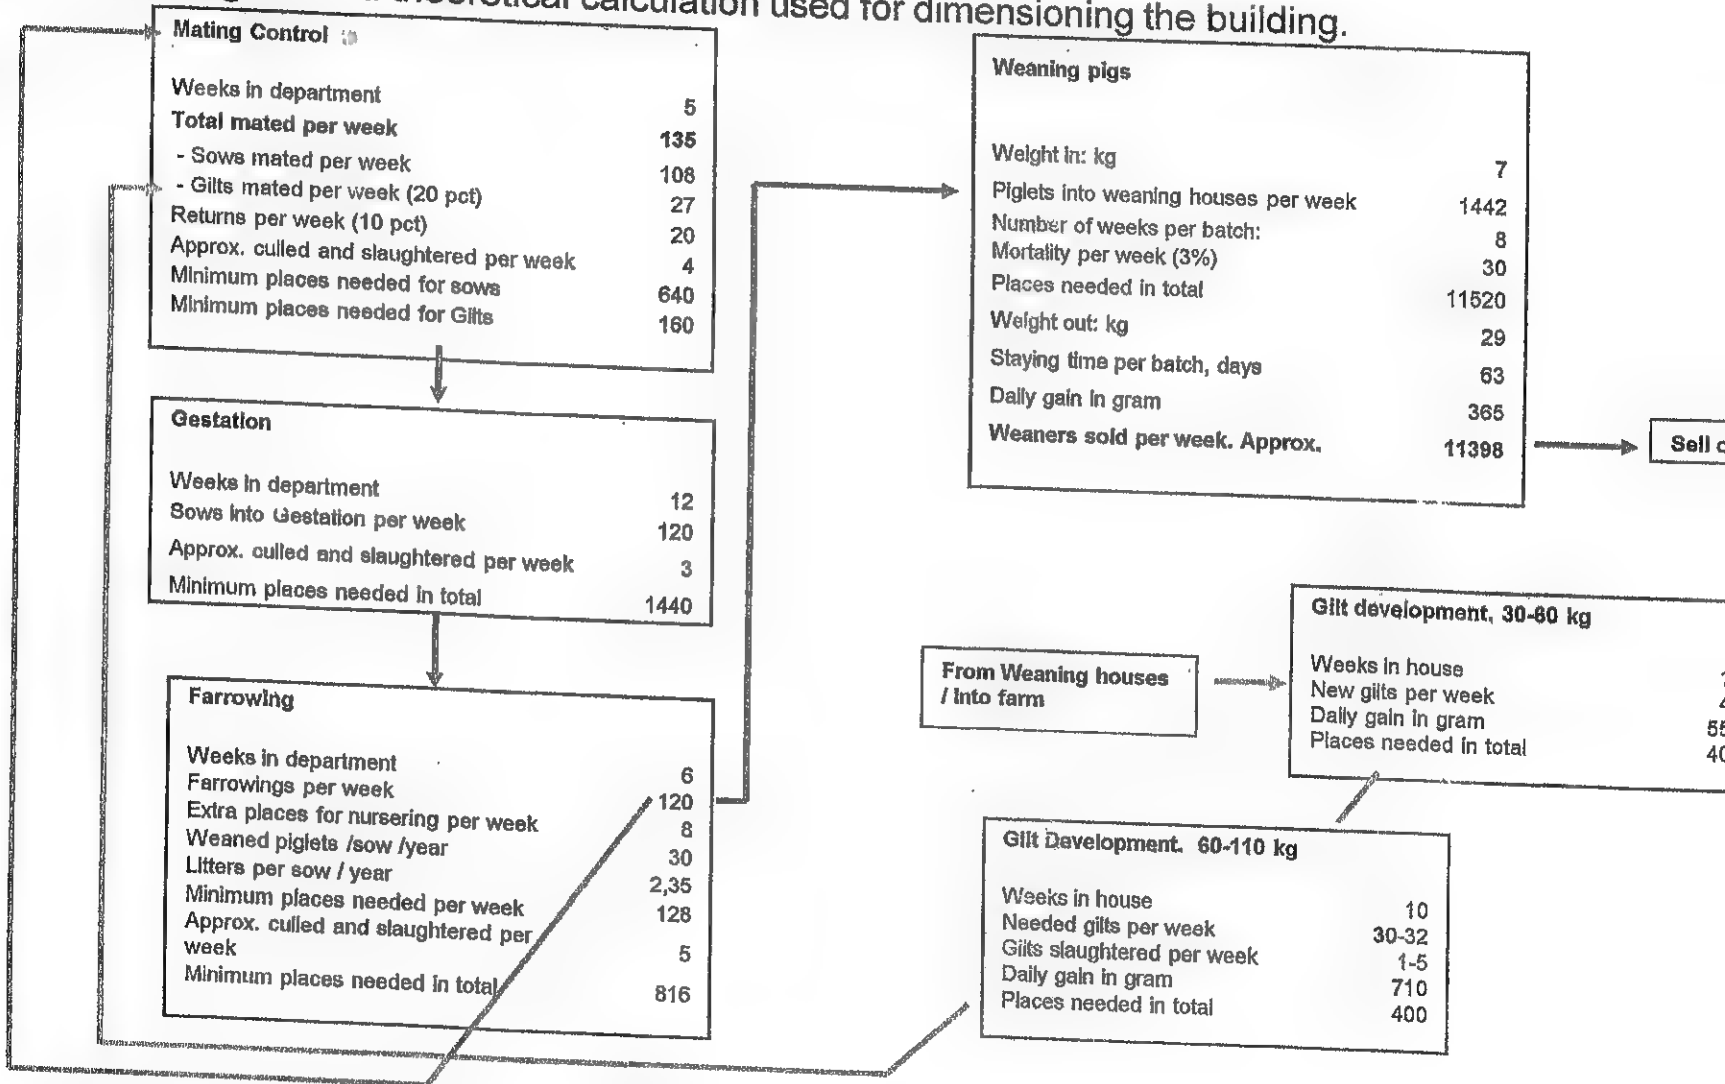 theoretical calculation used for dimensioning the building.
Mating Control
Weeks in department 5
Total mated per week 135
- Sows mated per week 108
- Gilts mated per week (20 pct) 27
Returns per week (10 pct) 20
Approx. culled and slaughtered per week 4
Minimum places needed for sows 640
Minimum places needed for Gilts 160
Gestation
Weeks in department 12
Sows into Gestation per week 120
Approx. culled and slaughtered per week 3
Minimum places needed in total 1440
Farrowing
Weeks in department 6
Farrowings per week 120
Extra places for nursering per week 8
Weaned piglets /sow /year 30
Litters per sow / year 2,35
Minimum places needed per week 128
Approx. culled and slaughtered per
week 5
Minimum places needed in total 816
Weaning pigs
Weight in: kg 7
Piglets into weaning houses per week 1442
Number of weeks per batch: 8
Mortality per week (3%) 30
Places needed in total 11520
Weight out: kg 29
Staying time per batch, days 63
Daily gain in gram 365
Weaners sold per week. Approx. 11398
Sell
From Weaning houses
/ into farm
Gilt development, 30-60 kg
Weeks in house
New gilts per week
Daily gain in gram
Places needed in total
Gilt Development. 60-110 kg
Weeks in house 10
Needed gilts per week 30-32
Gilts slaughtered per week 1-5
Daily gain in gram 710
Places needed in total 400